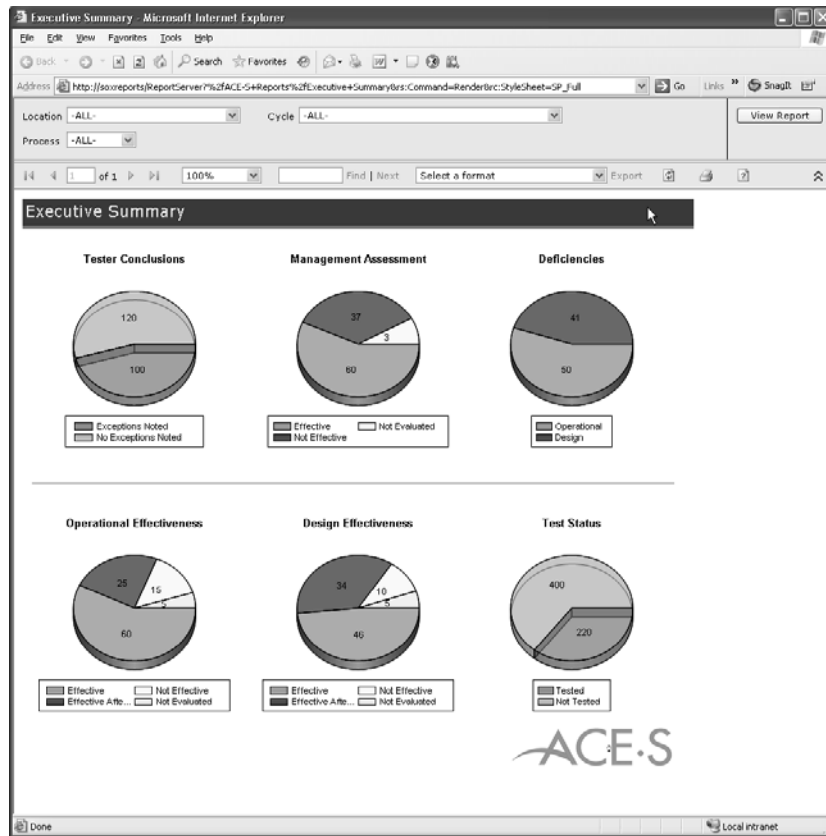 Executive Summary - Microsoft Internet Explorer
File Edit View Favorites Tools Help
Back Search Favorites
Address http://soxreports/ReportServer?%2fACE-S+Reports%2fExecutive+Summary&rs:Command=Render&rc:StyleSheet=SP_Full Go Links » SnagIt
Location -ALL- Cycle -ALL- View Report
Process -ALL-
1 of 1 100% Find | Next Select a format Export
Executive Summary
Tester Conclusions Management Assessment Deficiencies
120 37 3 41
100 60 50
Exceptions Noted Effective Not Evaluated Operational
No Exceptions Noted Not Effective Design
Operational Effectiveness Design Effectiveness Test Status
25 15 5 34 10 5 400
60 46 220
Effective Not Effective Effective Not Effective Tested
Effective Afte... Not Evaluated Effective Afte... Not Evaluated Not Tested
ACE·S
Done Local intranet